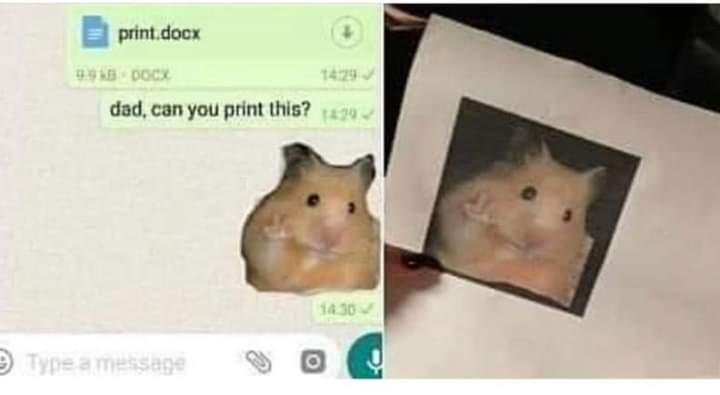 print.docx
9.9 kB · DOCX 14:29
dad, can you print this? 14:29
14:30
Type a message